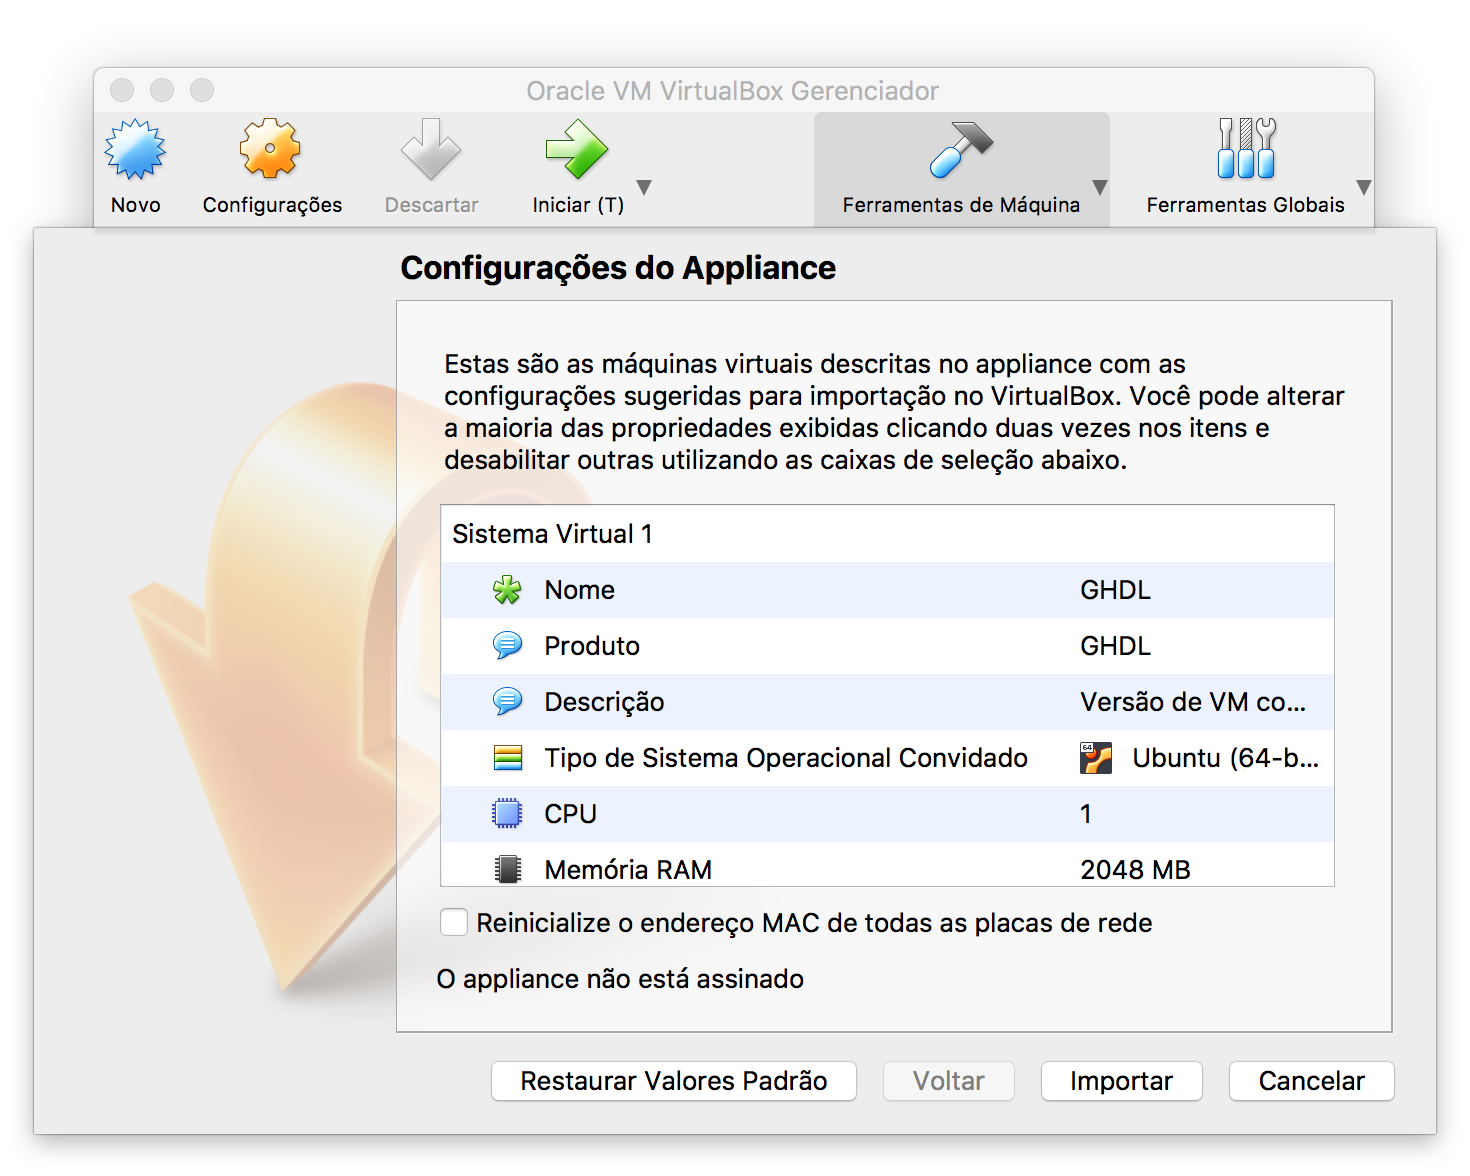 Oracle VM VirtualBox Gerenciador
Novo
Configurações
Descartar
Iniciar (T)
Ferramentas de Máquina
Ferramentas Globais
Configurações do Appliance
Estas são as máquinas virtuais descritas no appliance com as
configurações sugeridas para importação no VirtualBox. Você pode alterar
a maioria das propriedades exibidas clicando duas vezes nos itens e
desabilitar outras utilizando as caixas de seleção abaixo.
Sistema Virtual 1
Nome GHDL
Produto GHDL
Descrição Versão de VM co...
Tipo de Sistema Operacional Convidado 64 Ubuntu (64-b...
CPU 1
Memória RAM 2048 MB
Reinicialize o endereço MAC de todas as placas de rede
O appliance não está assinado
Restaurar Valores Padrão
Voltar
Importar
Cancelar